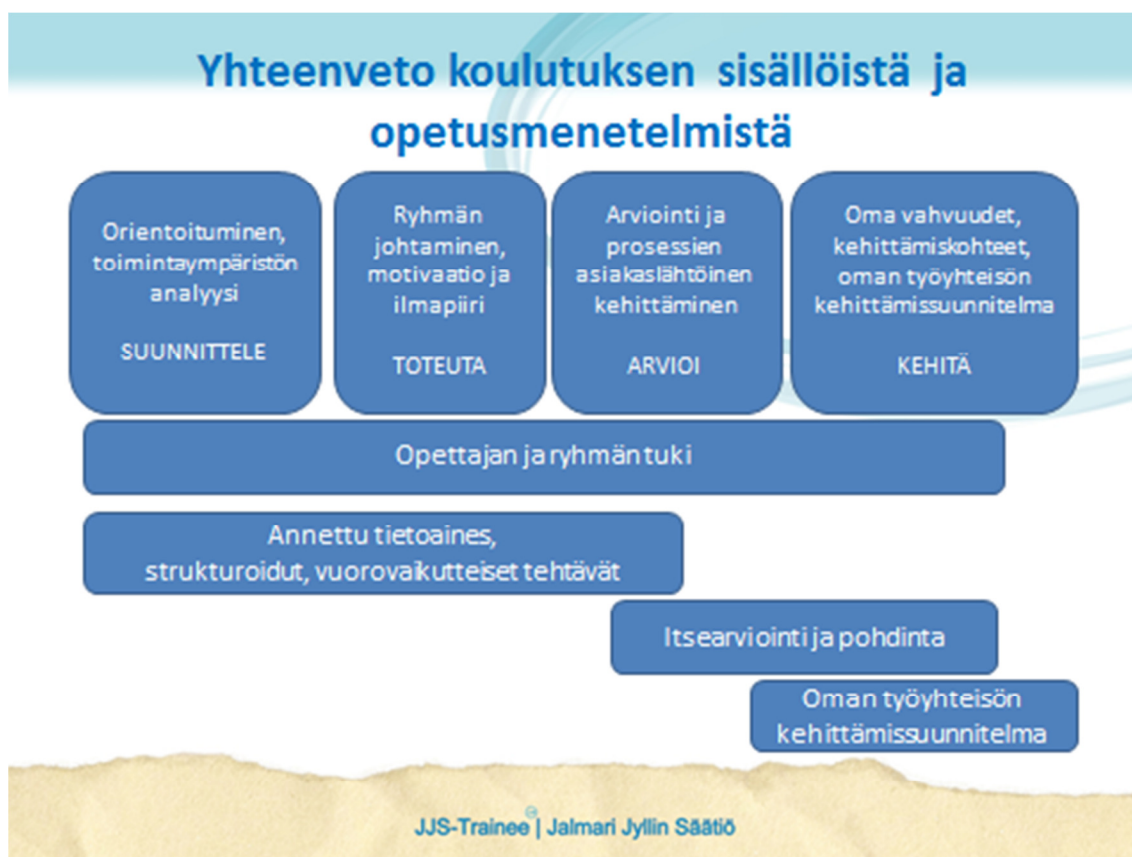 Yhteenveto koulutuksen sisällöistä ja
opetusmenetelmistä
Orientoituminen,
toimintaympäristön
analyysi
SUUNNITTELE
Ryhmän
johtaminen,
motivaatio ja
ilmapiiri
TOTEUTA
Arviointi ja
prosessien
asiakaslähtöinen
kehittäminen
ARVIOI
Oma vahvuudet,
kehittämiskohteet,
oman työyhteisön
kehittämissuunnitelma
KEHITÄ
Opettajan ja ryhmän tuki
Annettu tietoaines,
strukturoidut, vuorovaikutteiset tehtävät
Itsearviointi ja pohdinta
Oman työyhteisön
kehittämissuunnitelma
JJS-Trainee | Jalmari Jyllin Säätiö